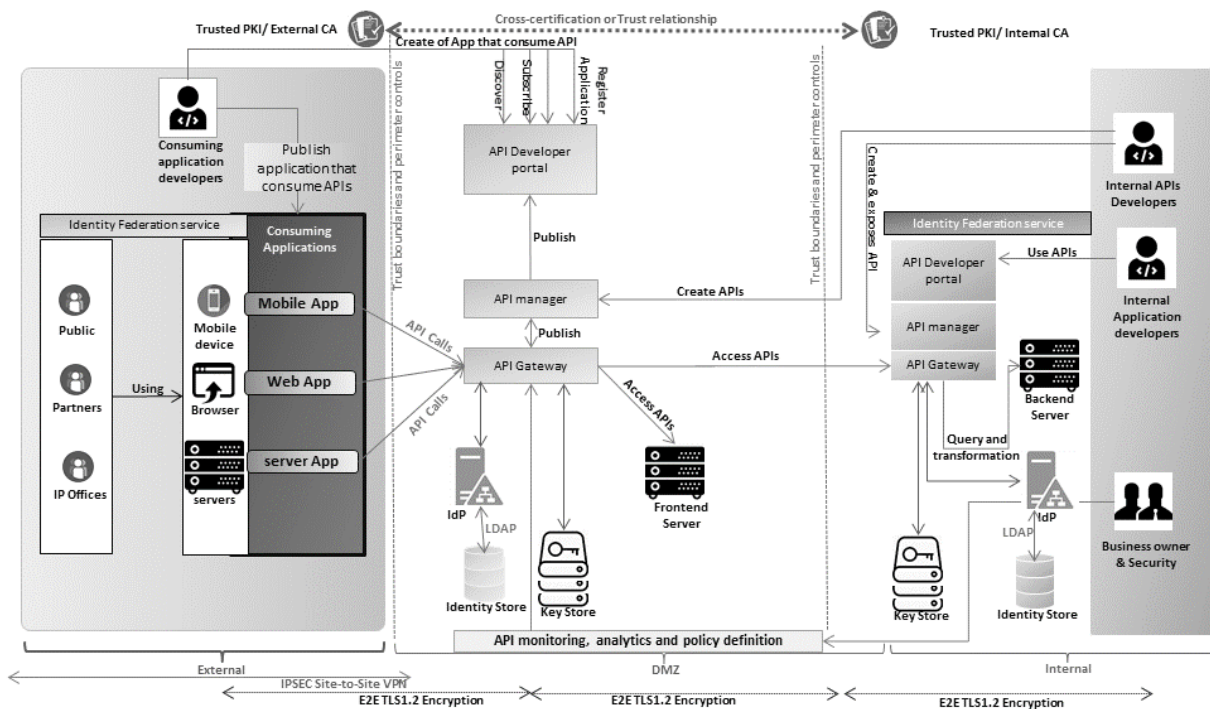 Cross-certification or Trust relationship
Trusted PKI/ External CA
Trusted PKI/ Internal CA
Create of App that consume API
Discover
Subscribe
Register
Application
Trust boundaries and perimeter controls
Trust boundaries and perimeter controls
Consuming
application
developers
Publish
application that
consume APIs
API Developer
portal
Create & exposes API
Internal APIs
Developers
Identity Federation service
Consuming
Applications
Publish
Identity Federation service
API Developer
portal
Use APIs
Internal
Application
developers
Public
Mobile
device
Mobile App
API manager
Create APIs
API manager
API Calls
Publish
Partners
Using
Browser
Web App
API Gateway
Access APIs
API Gateway
Backend
Server
API Calls
Access APIs
IP Offices
servers
server App
Query and
transformation
IdP
Frontend
Server
IdP
LDAP
LDAP
Business owner
& Security
Identity Store
Key Store
Key Store
Identity Store
API monitoring, analytics and policy definition
External
DMZ
Internal
IPSEC Site-to-Site VPN
E2E TLS1.2 Encryption
E2E TLS1.2 Encryption
E2E TLS1.2 Encryption